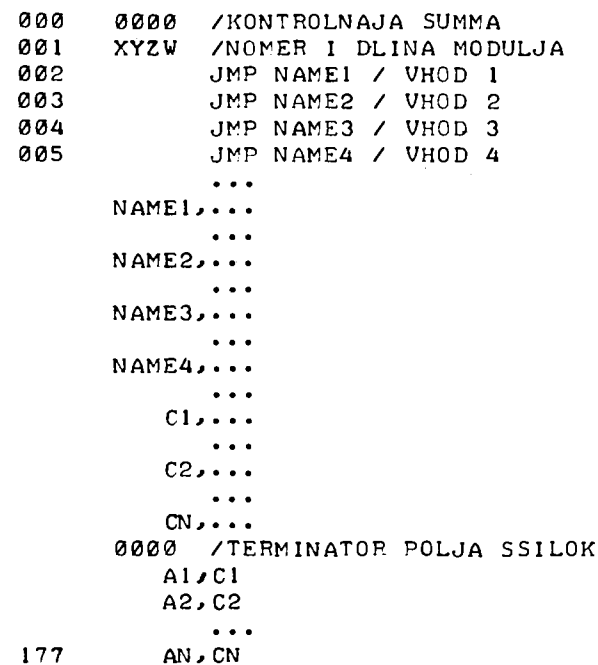 000 0000 /KONTROLNAJA SUMMA
001 XYZW /NOMER I DLINA MODULJA
002 JMP NAME1 / VHOD 1
003 JMP NAME2 / VHOD 2
004 JMP NAME3 / VHOD 3
005 JMP NAME4 / VHOD 4
...
NAME1,...
...
NAME2,...
...
NAME3,...
...
NAME4,...
...
C1,...
...
C2,...
...
CN,...
0000 /TERMINATOR POLJA SSILOK
A1,C1
A2,C2
...
177 AN,CN